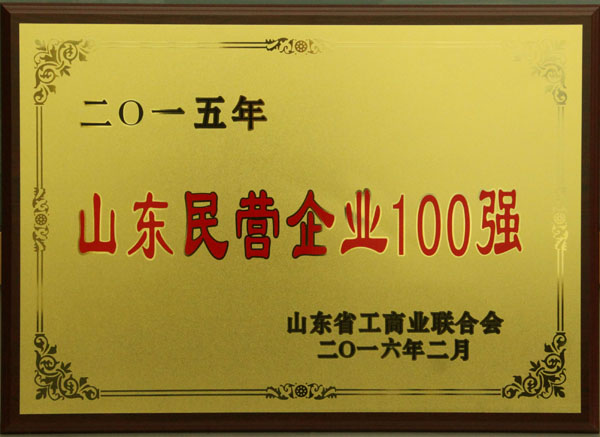 二〇一五年
山东民营企业100强
山东省工商业联合会
二〇一六年二月